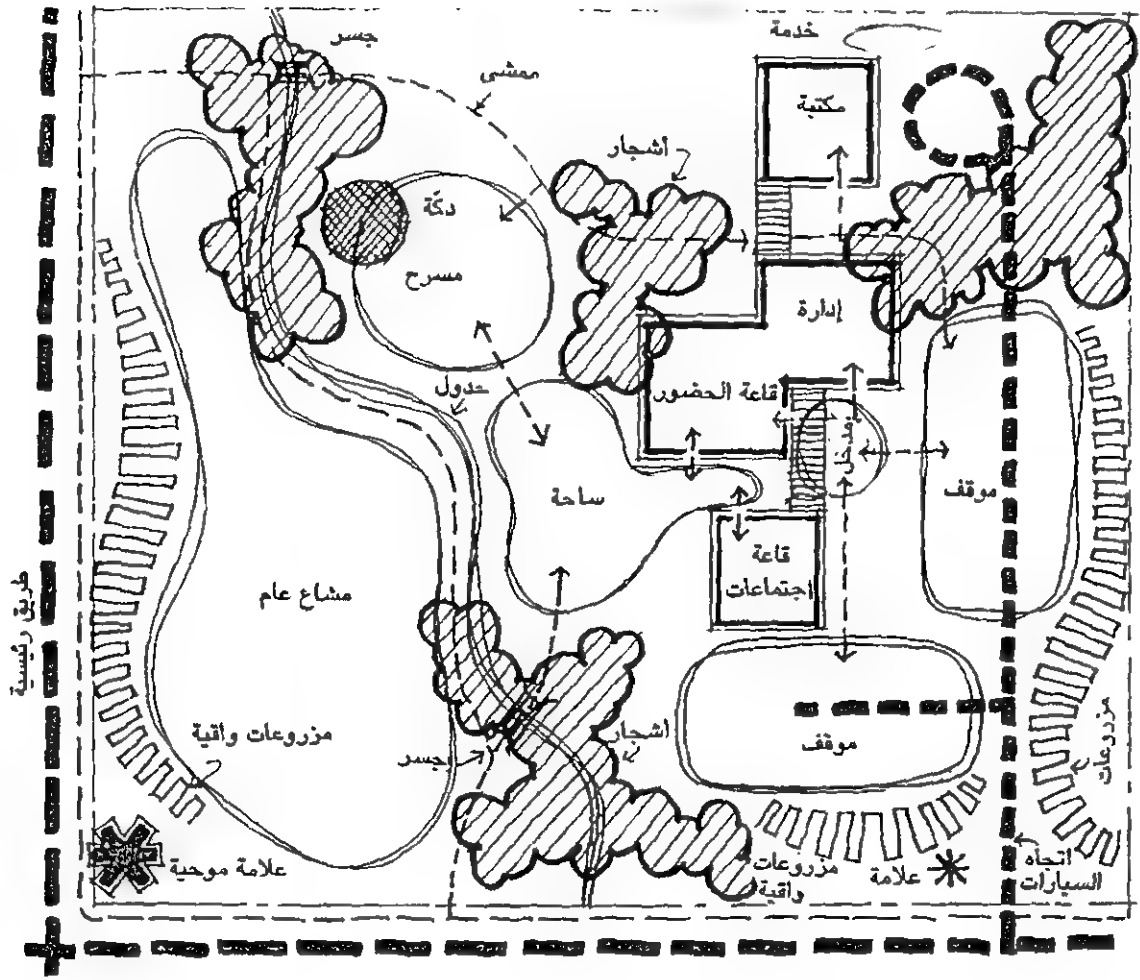 خدمة
جسر
ممشى
مكتبة
أشجار
دكّة
مسرح
إدارة
جدول
قاعة الحضور
مدخل
موقف
ساحة
قاعة
اجتماعات
مشاع عام
طريق رئيسية
مزروعات واقية
أشجار
موقف
جسر
مزروعات
علامة موحية
مزروعات
واقية
علامة
اتجاه
السيارات